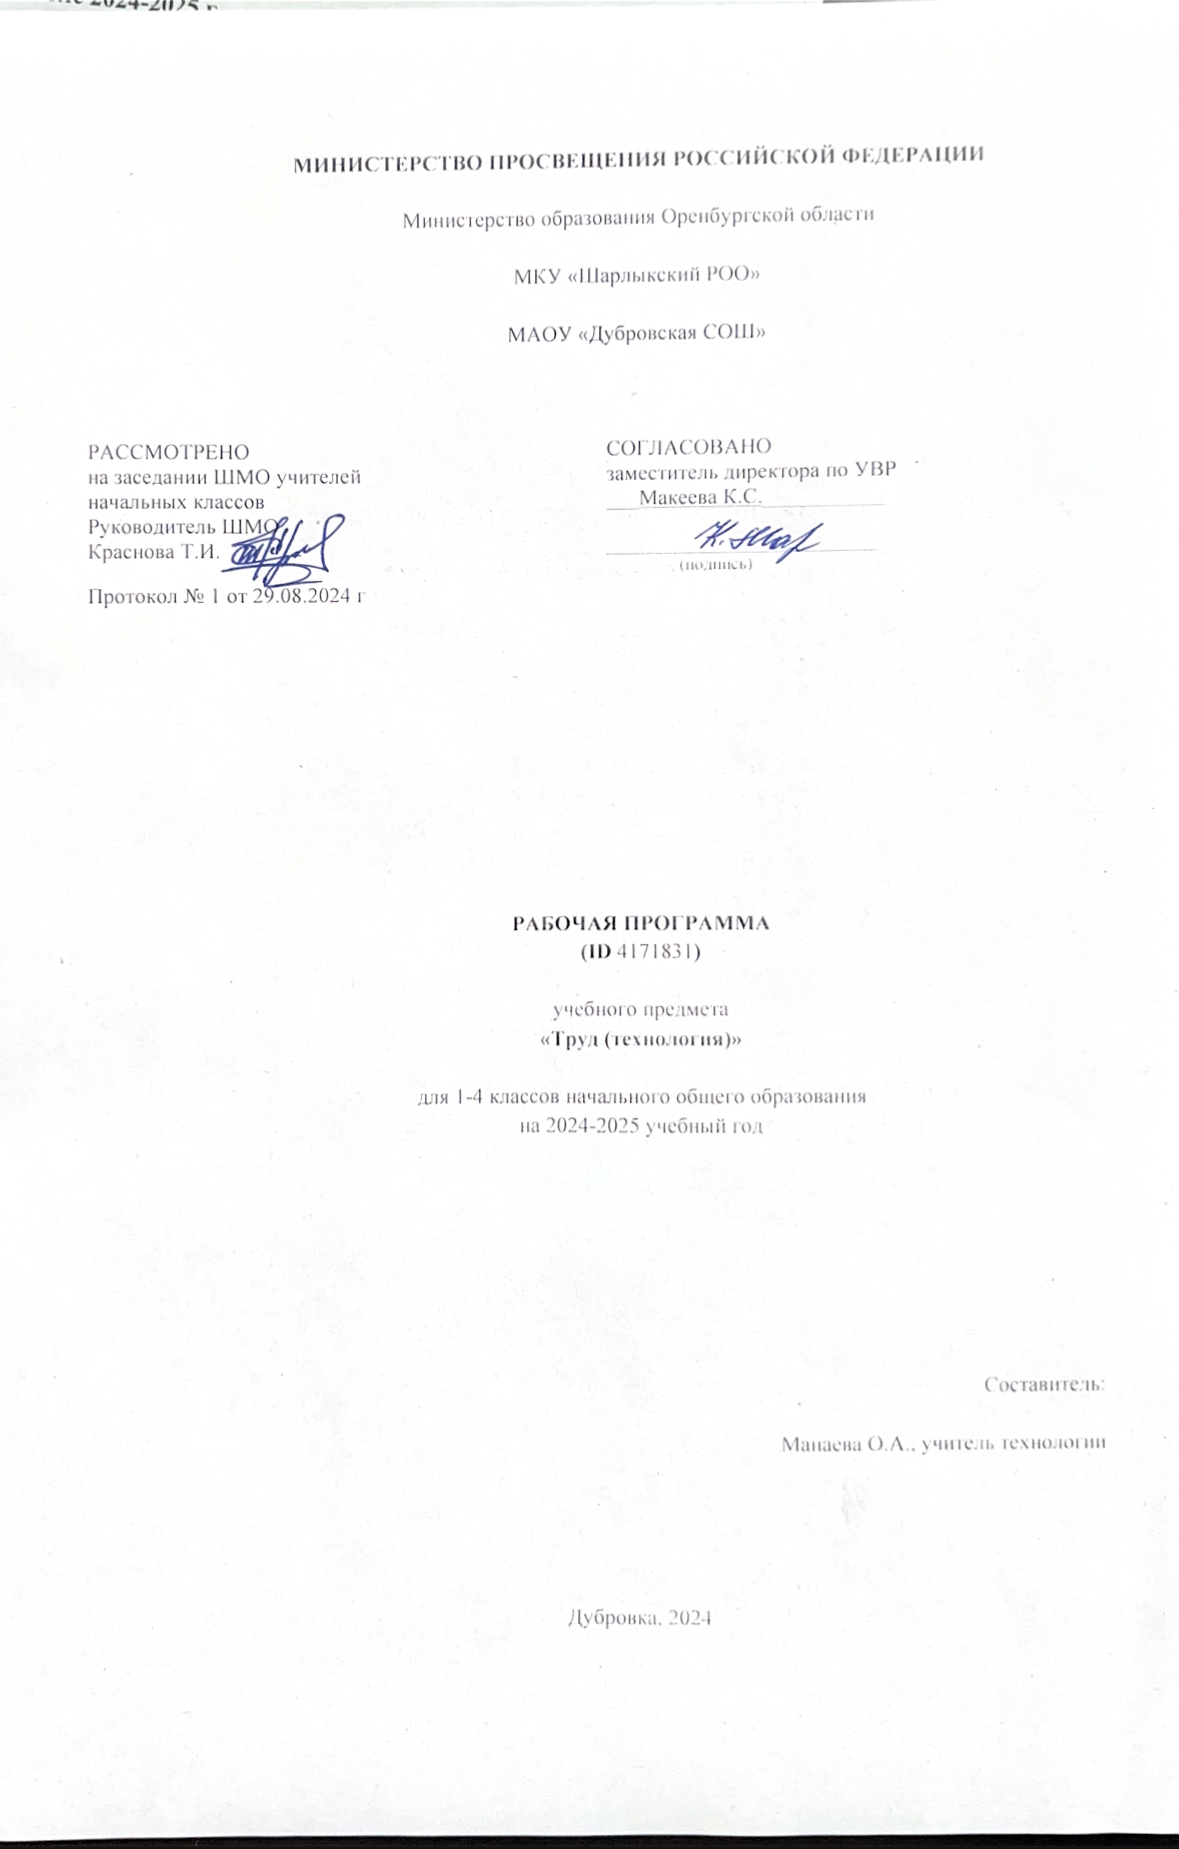 2024-2025 г
МИНИСТЕРСТВО ПРОСВЕЩЕНИЯ РОССИЙСКОЙ ФЕДЕРАЦИИ
Министерство образования Оренбургской области
МКУ «Шарлыкский РОО»
МАОУ «Дубровская СОШ»
РАССМОТРЕНО
на заседании ШМО учителей
начальных классов
Руководитель ШМО
Краснова Т.И.
Протокол № 1 от 29.08.2024 г
СОГЛАСОВАНО
заместитель директора по УВР
Макеева К.С.
(подпись)
РАБОЧАЯ ПРОГРАММА
(ID 4171831)
учебного предмета
«Труд (технология)»
для 1-4 классов начального общего образования
на 2024-2025 учебный год
Составитель:
Манаева О.А., учитель технологии
Дубровка, 2024